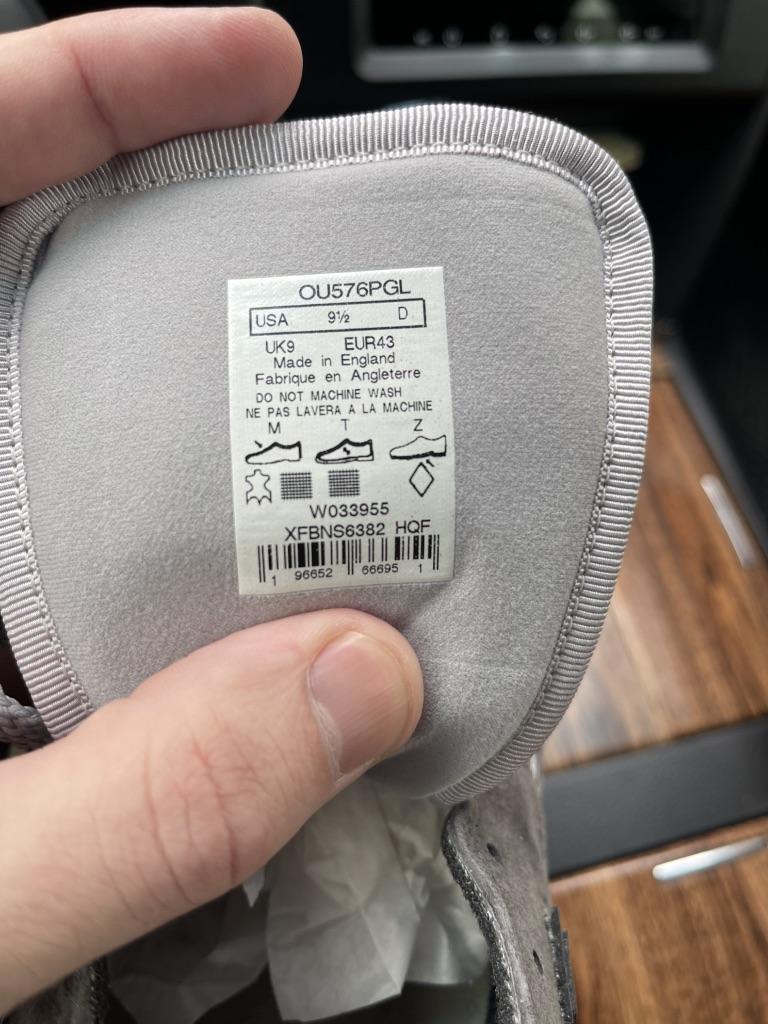 OU576PGL
USA 9½ D
UK9 EUR43
Made in England
Fabrique en Angleterre
DO NOT MACHINE WASH
NE PAS LAVERA A LA MACHINE
M T Z
W033955
XFBNS6382 HQF
1 96652 66695 1